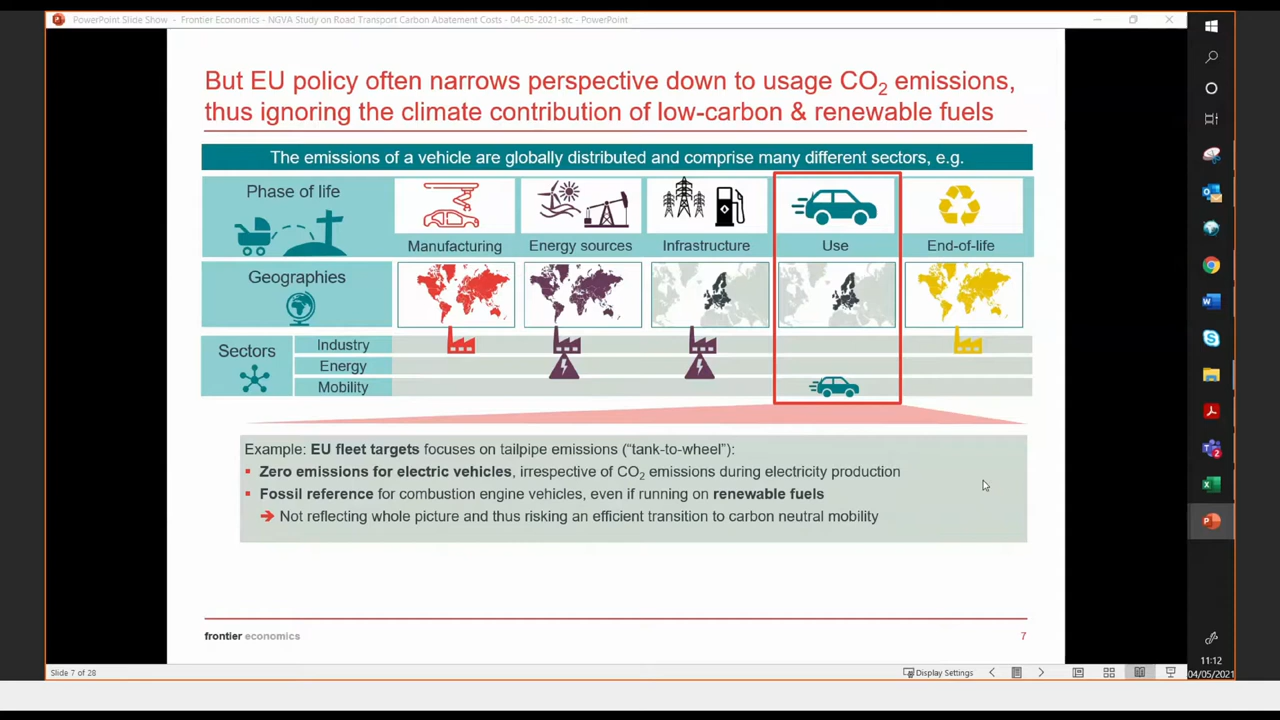 PowerPoint Slide Show - Frontier Economics - NGVA Study on Road Transport Carbon Abatement Costs - 04-05-2021-stc - PowerPoint
But EU policy often narrows perspective down to usage CO2 emissions,
thus ignoring the climate contribution of low-carbon & renewable fuels
The emissions of a vehicle are globally distributed and comprise many different sectors, e.g.
Phase of life
Manufacturing
Energy sources
Infrastructure
Use
End-of-life
Geographies
Sectors
Industry
Energy
Mobility
Example: EU fleet targets focuses on tailpipe emissions (“tank-to-wheel”):
Zero emissions for electric vehicles, irrespective of CO2 emissions during electricity production
Fossil reference for combustion engine vehicles, even if running on renewable fuels
Not reflecting whole picture and thus risking an efficient transition to carbon neutral mobility
frontier economics
7
Slide 7 of 28
Display Settings
11:12
04/05/2021